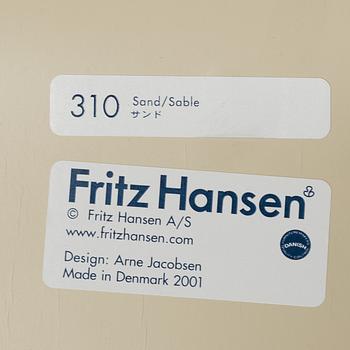 310 Sand/Sable
サンド
Fritz Hansen
© Fritz Hansen A/S
www.fritzhansen.com
DANISH
Design: Arne Jacobsen
Made in Denmark 2001